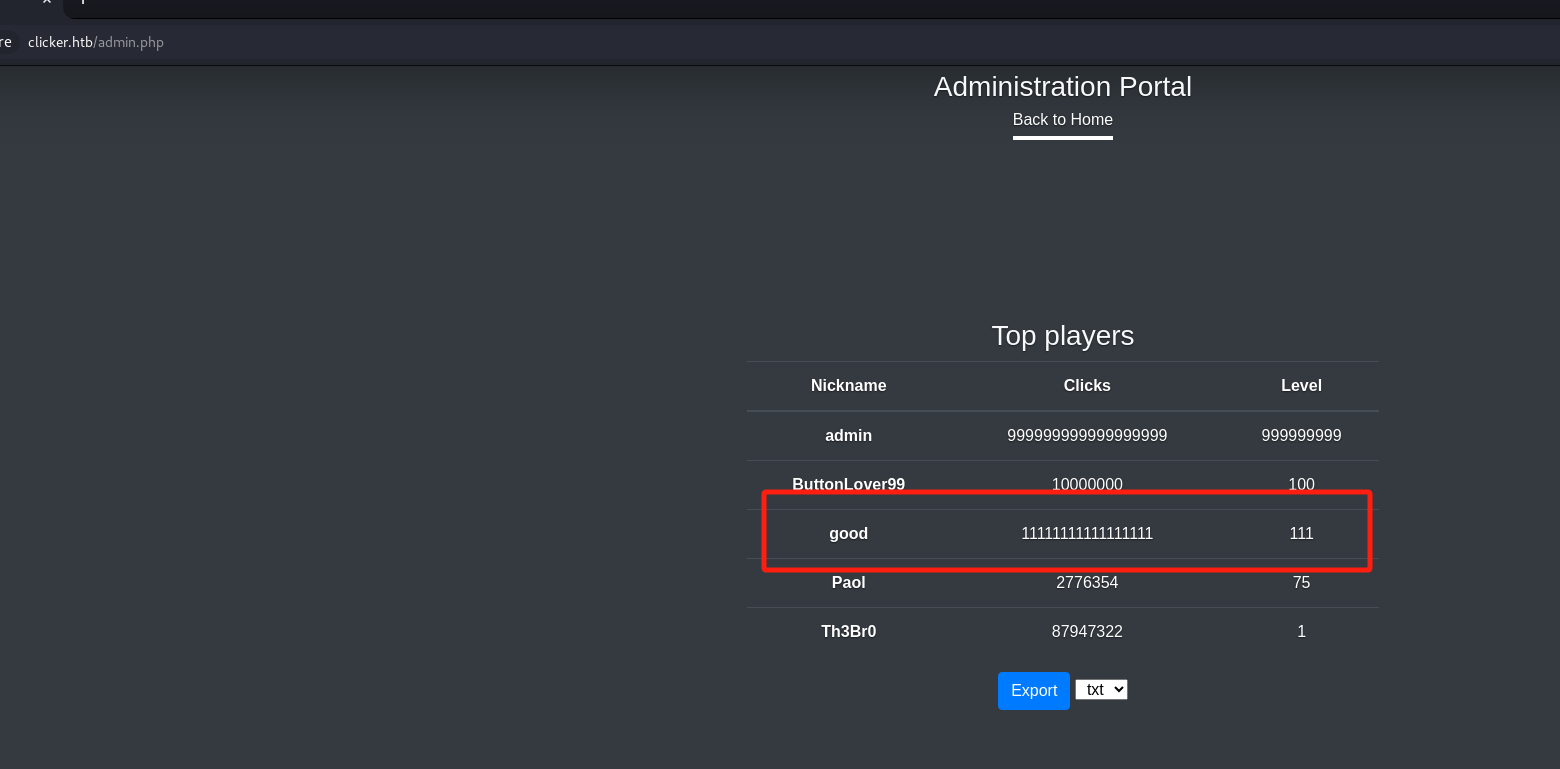 re clicker.htb/admin.php
Administration Portal
Back to Home
Top players
Nickname Clicks Level
admin 999999999999999999 999999999
ButtonLover99 10000000 100
good 11111111111111111 111
Paol 2776354 75
Th3Br0 87947322 1
Export txt